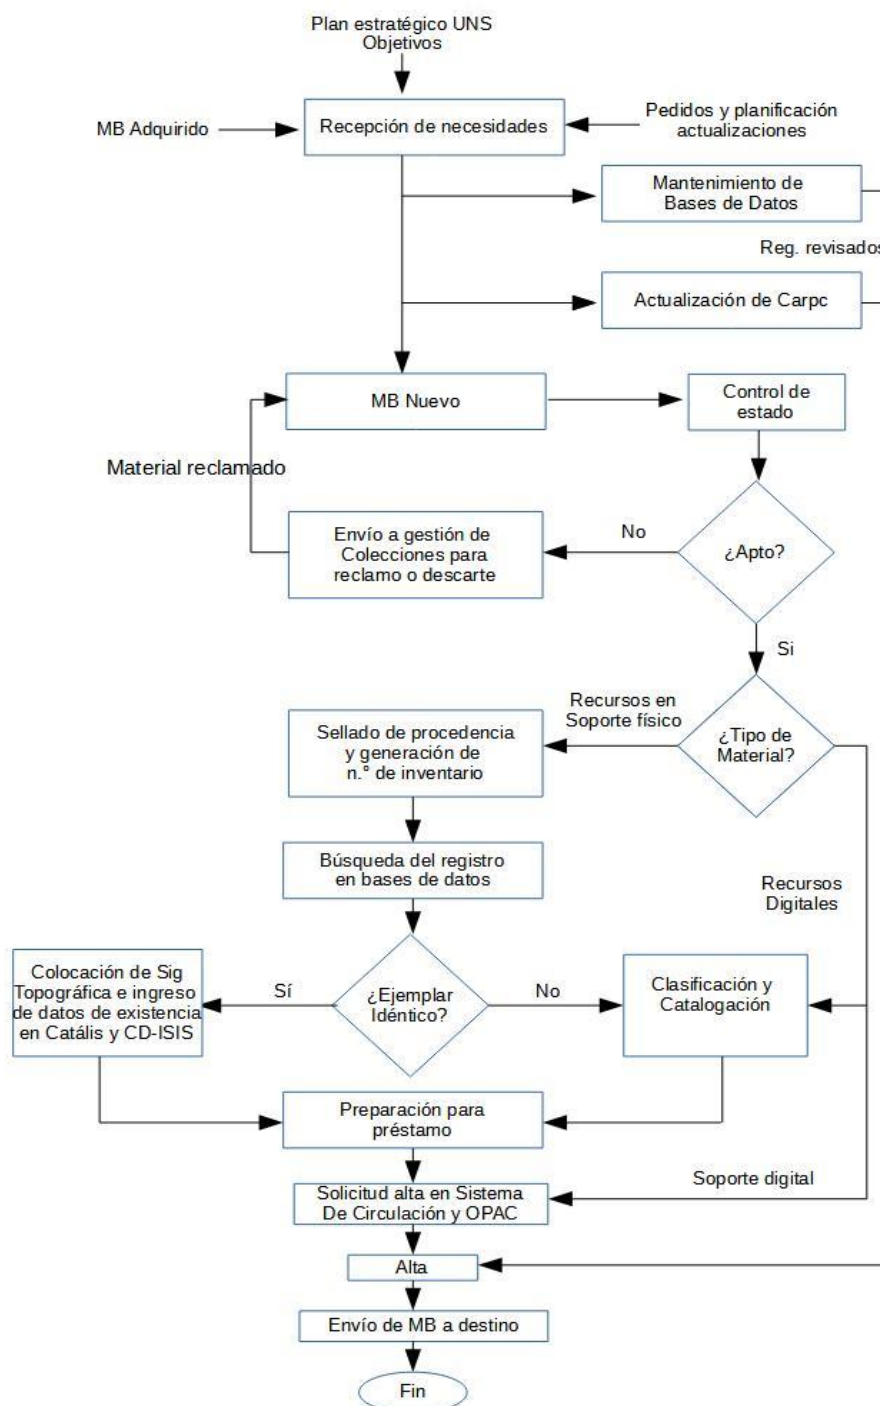 Plan estratégico UNS
Objetivos
MB Adquirido
Recepción de necesidades
Pedidos y planificación
actualizaciones
Mantenimiento de
Bases de Datos
Reg. revisados
Actualización de Carpc
MB Nuevo
Control de
estado
Material reclamado
Envío a gestión de
Colecciones para
reclamo o descarte
No
¿Apto?
Si
Recursos en
Soporte físico
Sellado de procedencia
y generación de
n.° de inventario
¿Tipo de
Material?
Búsqueda del registro
en bases de datos
Recursos
Digitales
Colocación de Sig
Topográfica e ingreso
de datos de existencia
en Catális y CD-ISIS
Sí
¿Ejemplar
Idéntico?
No
Clasificación y
Catalogación
Preparación para
préstamo
Soporte digital
Solicitud alta en Sistema
De Circulación y OPAC
Alta
Envío de MB a destino
Fin